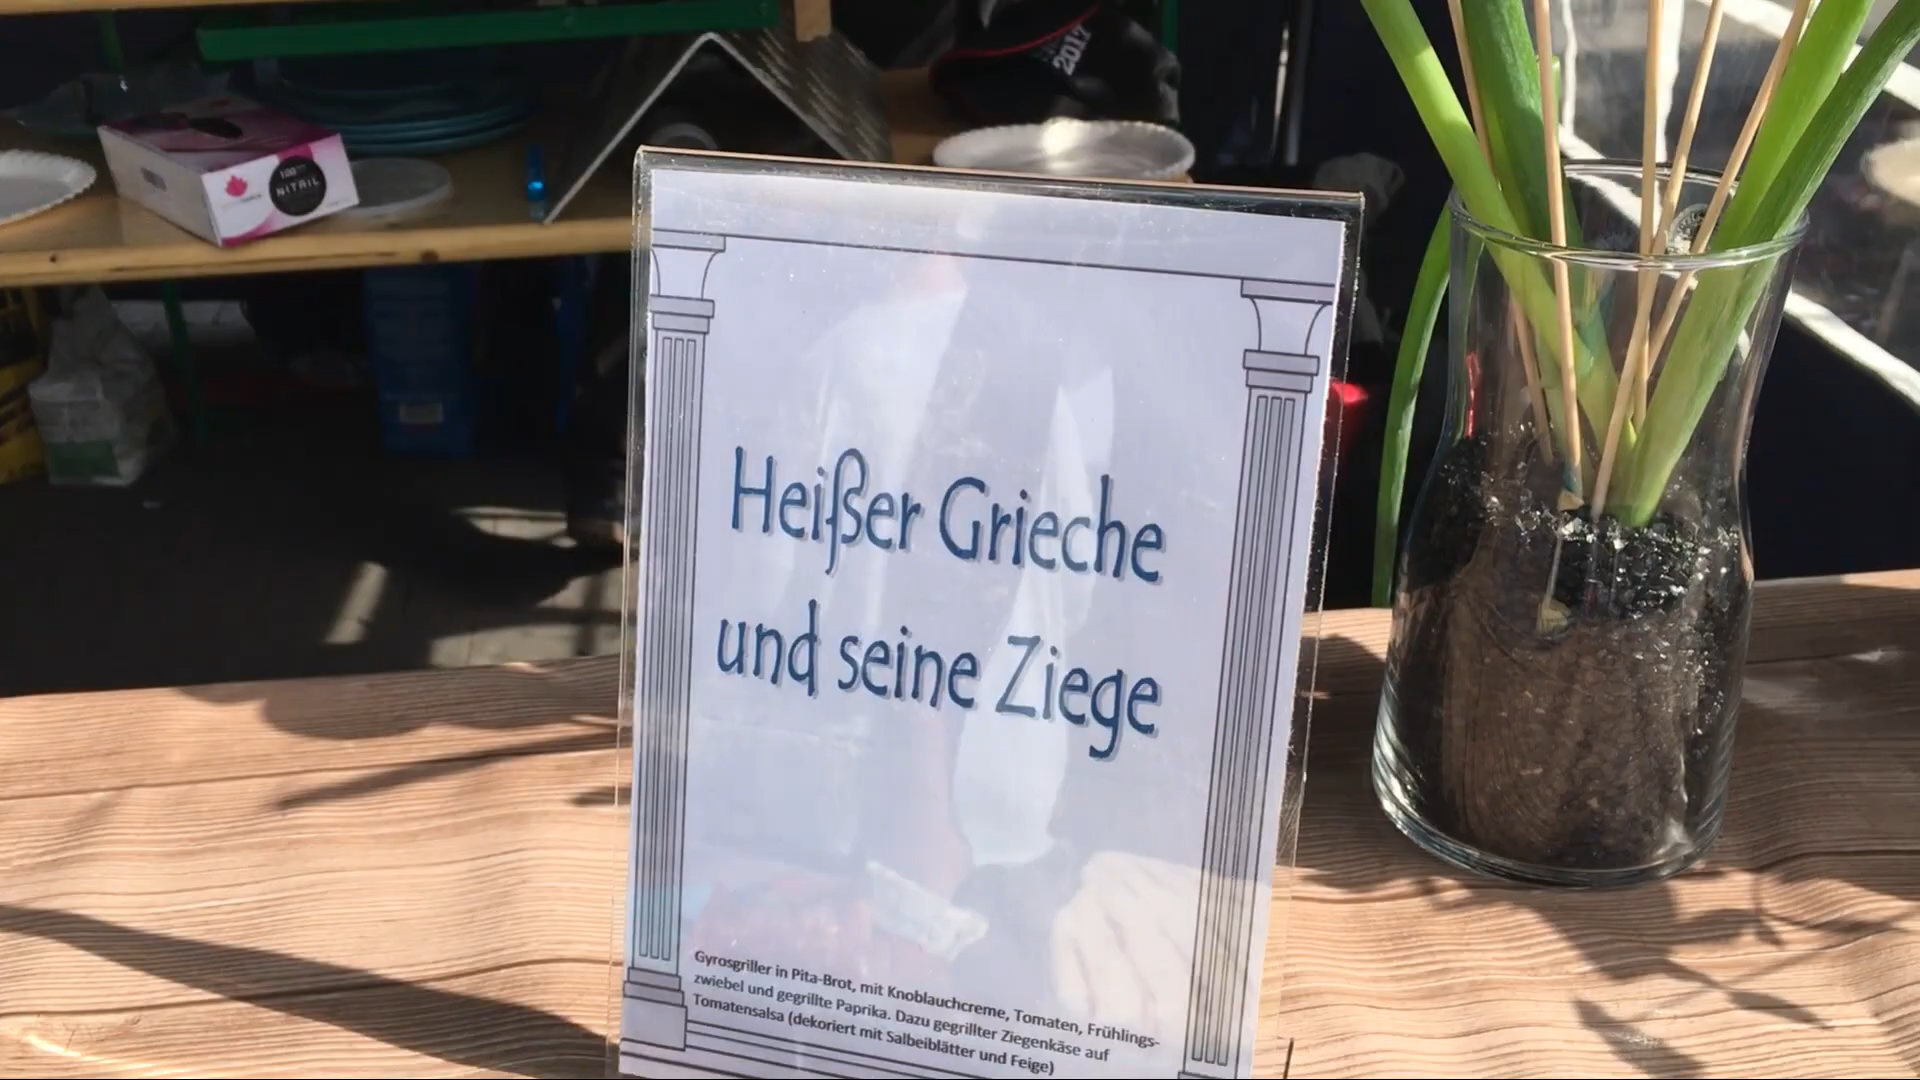 2017
100
NITRIL
Heißer Grieche
und seine Ziege
Gyrosgriller in Pita-Brot, mit Knoblauchcreme, Tomaten, Frühlings-
zwiebel und gegrillte Paprika. Dazu gegrillter Ziegenkäse auf
Tomatensalsa (dekoriert mit Salbeiblätter und Feige)